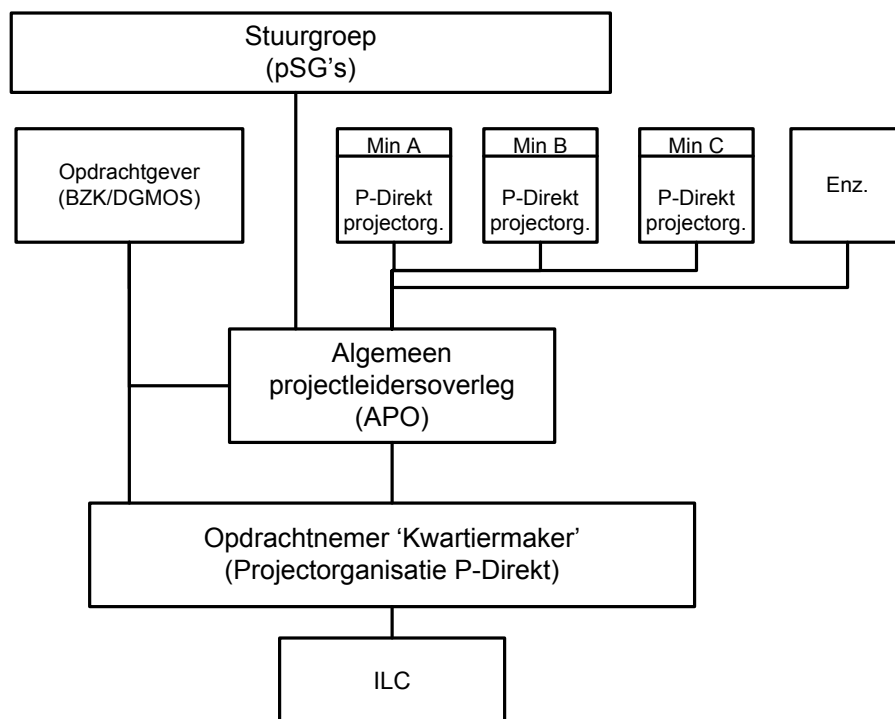 Stuurgroep
(pSG's)
Opdrachtgever
(BZK/DGMOS)
Min A
P-Direkt
projectorg.
Min B
P-Direkt
projectorg.
Min C
P-Direkt
projectorg.
Enz.
Algemeen
projectleidersoverleg
(APO)
Opdrachtnemer ‘Kwartiermaker’
(Projectorganisatie P-Direkt)
ILC